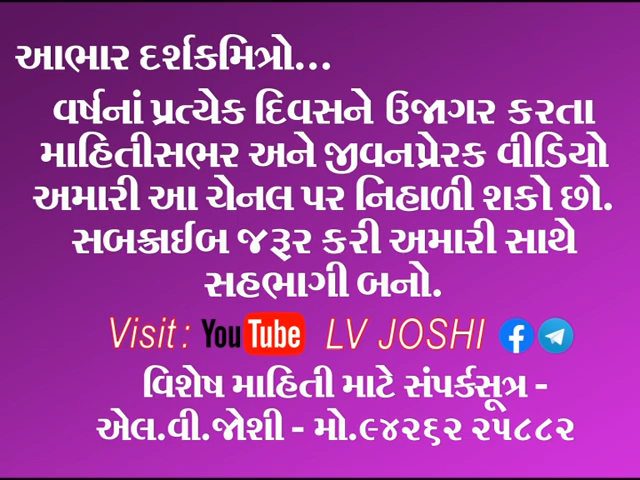 આભાર દર્શકમિત્રો...
વર્ષનાં પ્રત્યેક દિવસને ઉજાગર કરતા
માહિતીસભર અને જીવનપ્રેરક વીડિયો
અમારી આ ચેનલ પર નિહાળી શકો છો.
સબસ્ક્રાઈબ જરૂર કરી અમારી સાથે
સહભાગી બનો.
Visit : YouTube LV JOSHI
વિશેષ માહિતી માટે સંપર્કસૂત્ર -
એલ.વી.જોશી - મો.૯૪૨૬૨ ૨૫૮૮૨